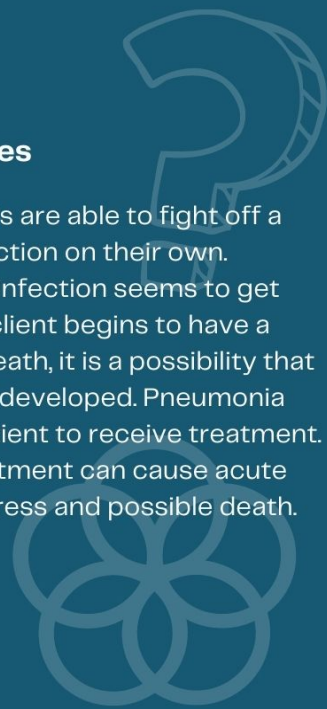 es
s are able to fight off a
ction on their own.
nfection seems to get
client begins to have a
eath, it is a possibility that
developed. Pneumonia
ient to receive treatment.
tment can cause acute
ress and possible death.